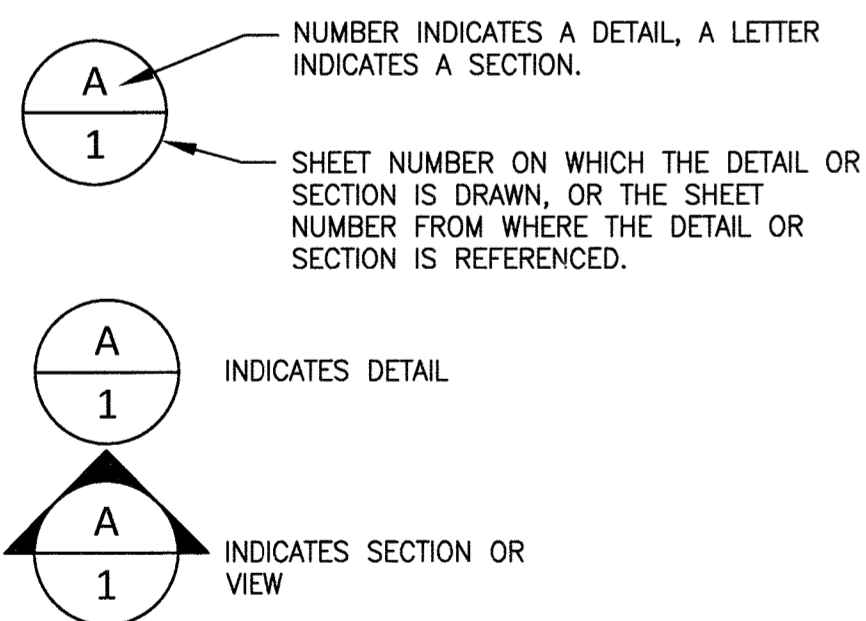 A
1
NUMBER INDICATES A DETAIL, A LETTER
INDICATES A SECTION.
SHEET NUMBER ON WHICH THE DETAIL OR
SECTION IS DRAWN, OR THE SHEET
NUMBER FROM WHERE THE DETAIL OR
SECTION IS REFERENCED.
A
1
INDICATES DETAIL
A
1
INDICATES SECTION OR
VIEW